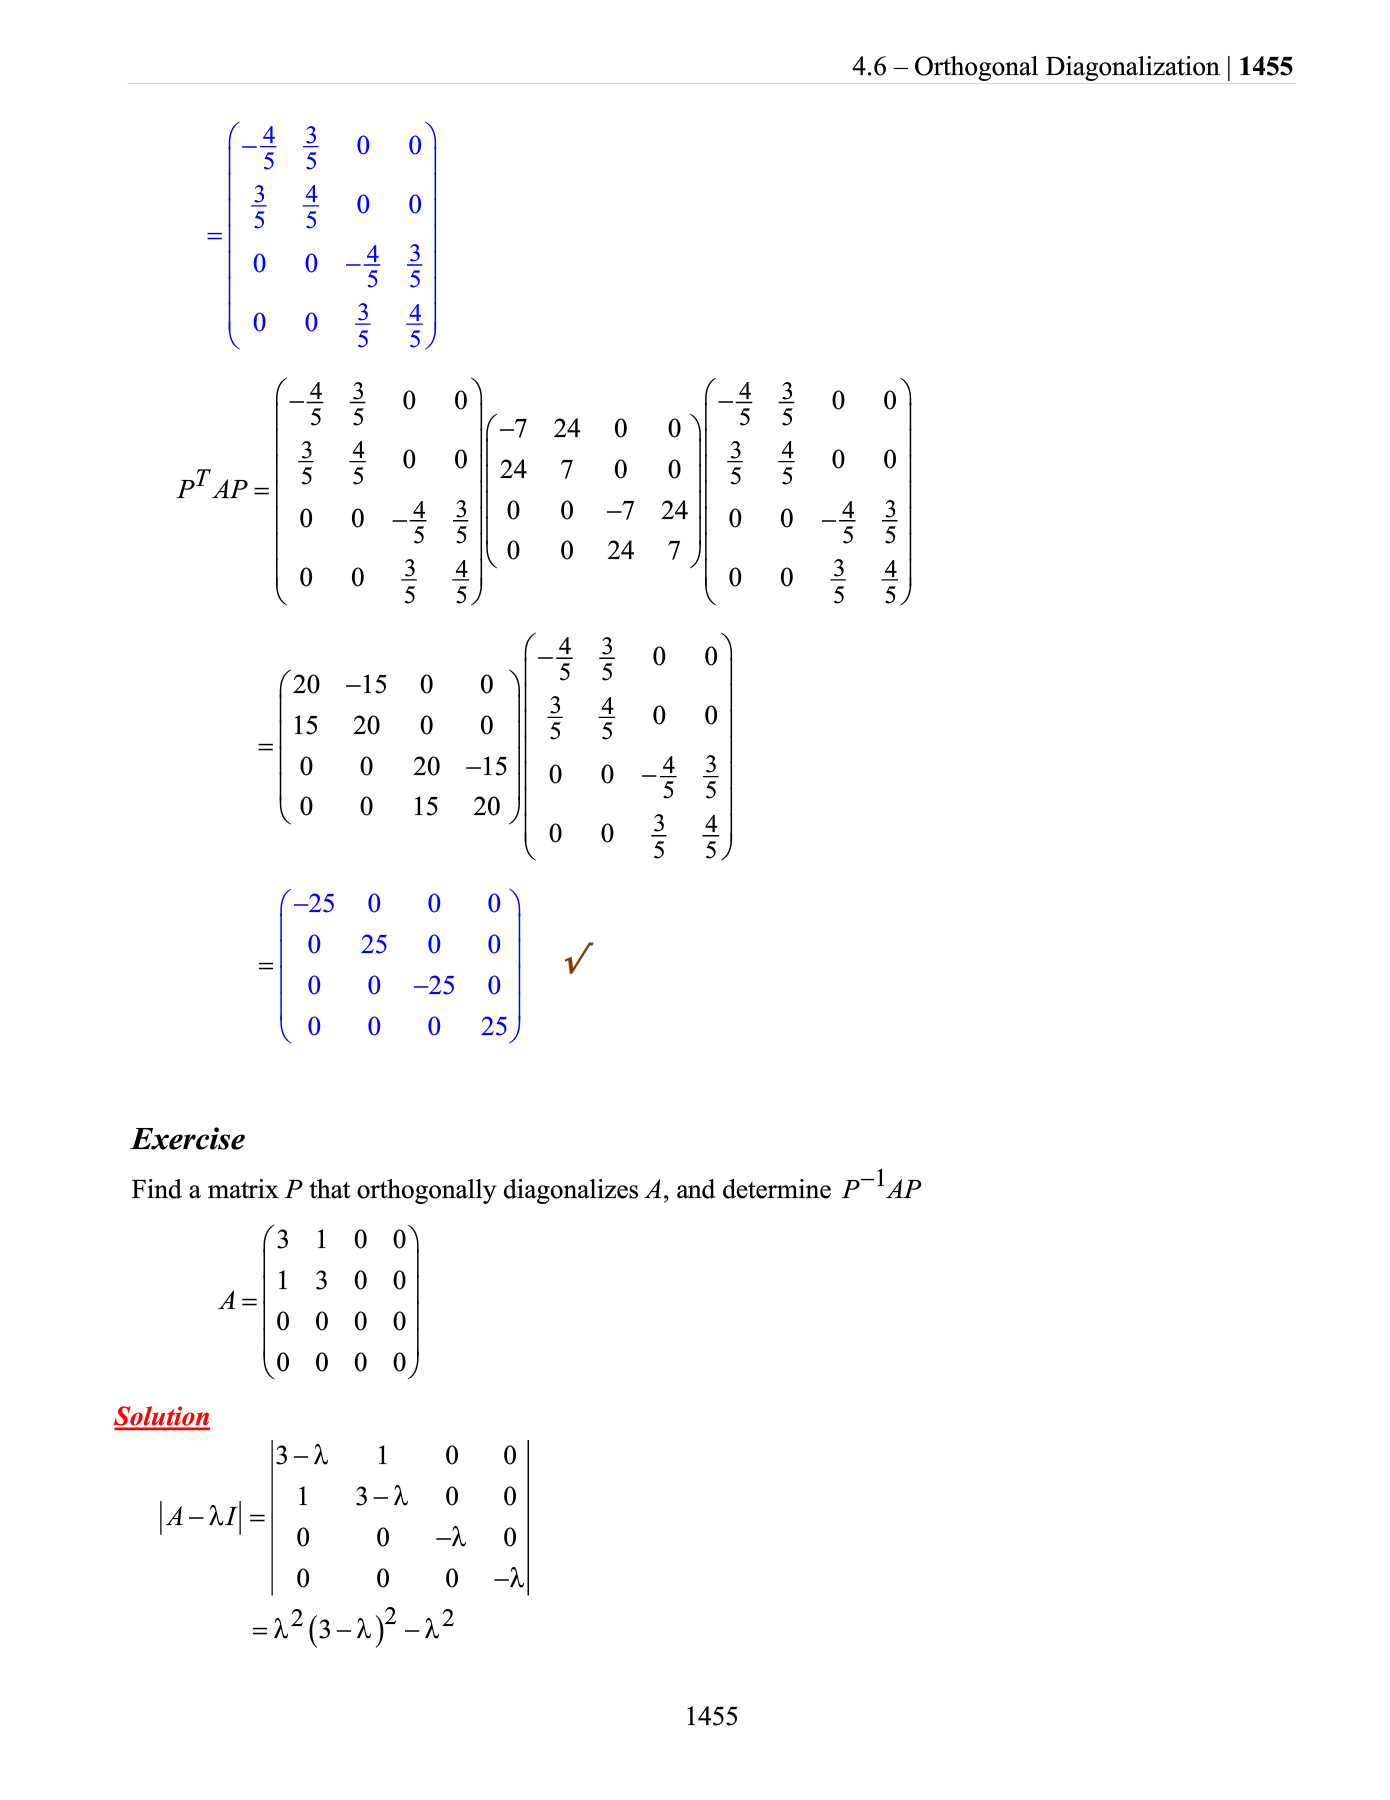 4.6 – Orthogonal Diagonalization | 1455
= \begin{pmatrix} -\frac{4}{5} & \frac{3}{5} & 0 & 0 \\ \frac{3}{5} & \frac{4}{5} & 0 & 0 \\ 0 & 0 & -\frac{4}{5} & \frac{3}{5} \\ 0 & 0 & \frac{3}{5} & \frac{4}{5} \end{pmatrix}
P^T AP = \begin{pmatrix} -\frac{4}{5} & \frac{3}{5} & 0 & 0 \\ \frac{3}{5} & \frac{4}{5} & 0 & 0 \\ 0 & 0 & -\frac{4}{5} & \frac{3}{5} \\ 0 & 0 & \frac{3}{5} & \frac{4}{5} \end{pmatrix} \begin{pmatrix} -7 & 24 & 0 & 0 \\ 24 & 7 & 0 & 0 \\ 0 & 0 & -7 & 24 \\ 0 & 0 & 24 & 7 \end{pmatrix} \begin{pmatrix} -\frac{4}{5} & \frac{3}{5} & 0 & 0 \\ \frac{3}{5} & \frac{4}{5} & 0 & 0 \\ 0 & 0 & -\frac{4}{5} & \frac{3}{5} \\ 0 & 0 & \frac{3}{5} & \frac{4}{5} \end{pmatrix}
= \begin{pmatrix} 20 & -15 & 0 & 0 \\ 15 & 20 & 0 & 0 \\ 0 & 0 & 20 & -15 \\ 0 & 0 & 15 & 20 \end{pmatrix} \begin{pmatrix} -\frac{4}{5} & \frac{3}{5} & 0 & 0 \\ \frac{3}{5} & \frac{4}{5} & 0 & 0 \\ 0 & 0 & -\frac{4}{5} & \frac{3}{5} \\ 0 & 0 & \frac{3}{5} & \frac{4}{5} \end{pmatrix}
= \begin{pmatrix} -25 & 0 & 0 & 0 \\ 0 & 25 & 0 & 0 \\ 0 & 0 & -25 & 0 \\ 0 & 0 & 0 & 25 \end{pmatrix} √
Exercise
Find a matrix P that orthogonally diagonalizes A, and determine P^{-1}AP
A = \begin{pmatrix} 3 & 1 & 0 & 0 \\ 1 & 3 & 0 & 0 \\ 0 & 0 & 0 & 0 \\ 0 & 0 & 0 & 0 \end{pmatrix}
Solution
|A - λI| = \begin{vmatrix} 3-λ & 1 & 0 & 0 \\ 1 & 3-λ & 0 & 0 \\ 0 & 0 & -λ & 0 \\ 0 & 0 & 0 & -λ \end{vmatrix}
= λ^2 (3 - λ)^2 - λ^2
1455